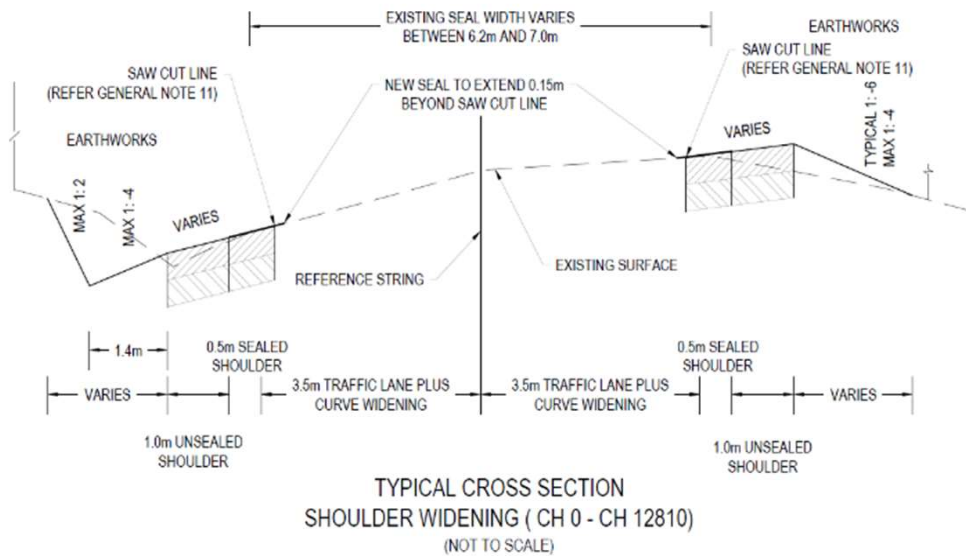 EXISTING SEAL WIDTH VARIES
BETWEEN 6.2m AND 7.0m
EARTHWORKS
SAW CUT LINE
(REFER GENERAL NOTE 11)
SAW CUT LINE
(REFER GENERAL NOTE 11)
NEW SEAL TO EXTEND 0.15m
BEYOND SAW CUT LINE
EARTHWORKS
VARIES
TYPICAL 1: -6
MAX 1: -4
MAX 1: 2
MAX 1: -4
VARIES
REFERENCE STRING
EXISTING SURFACE
1.4m
0.5m SEALED
SHOULDER
0.5m SEALED
SHOULDER
VARIES
3.5m TRAFFIC LANE PLUS
CURVE WIDENING
3.5m TRAFFIC LANE PLUS
CURVE WIDENING
VARIES
1.0m UNSEALED
SHOULDER
1.0m UNSEALED
SHOULDER
TYPICAL CROSS SECTION
SHOULDER WIDENING ( CH 0 - CH 12810)
(NOT TO SCALE)